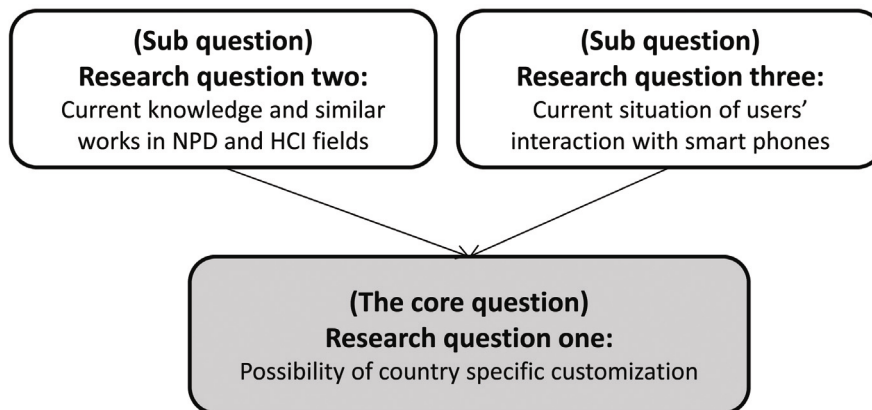 (Sub question)
Research question two:
Current knowledge and similar
works in NPD and HCI fields
(Sub question)
Research question three:
Current situation of users’
interaction with smart phones
(The core question)
Research question one:
Possibility of country specific customization